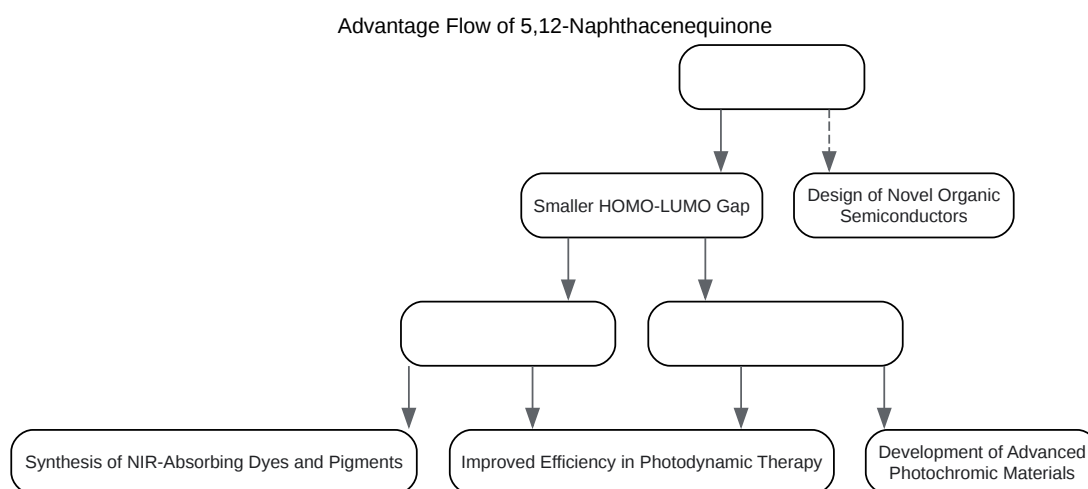 Advantage Flow of 5,12-Naphthacenequinone
Smaller HOMO-LUMO Gap
Design of Novel Organic
Semiconductors
Synthesis of NIR-Absorbing Dyes and Pigments
Improved Efficiency in Photodynamic Therapy
Development of Advanced
Photochromic Materials